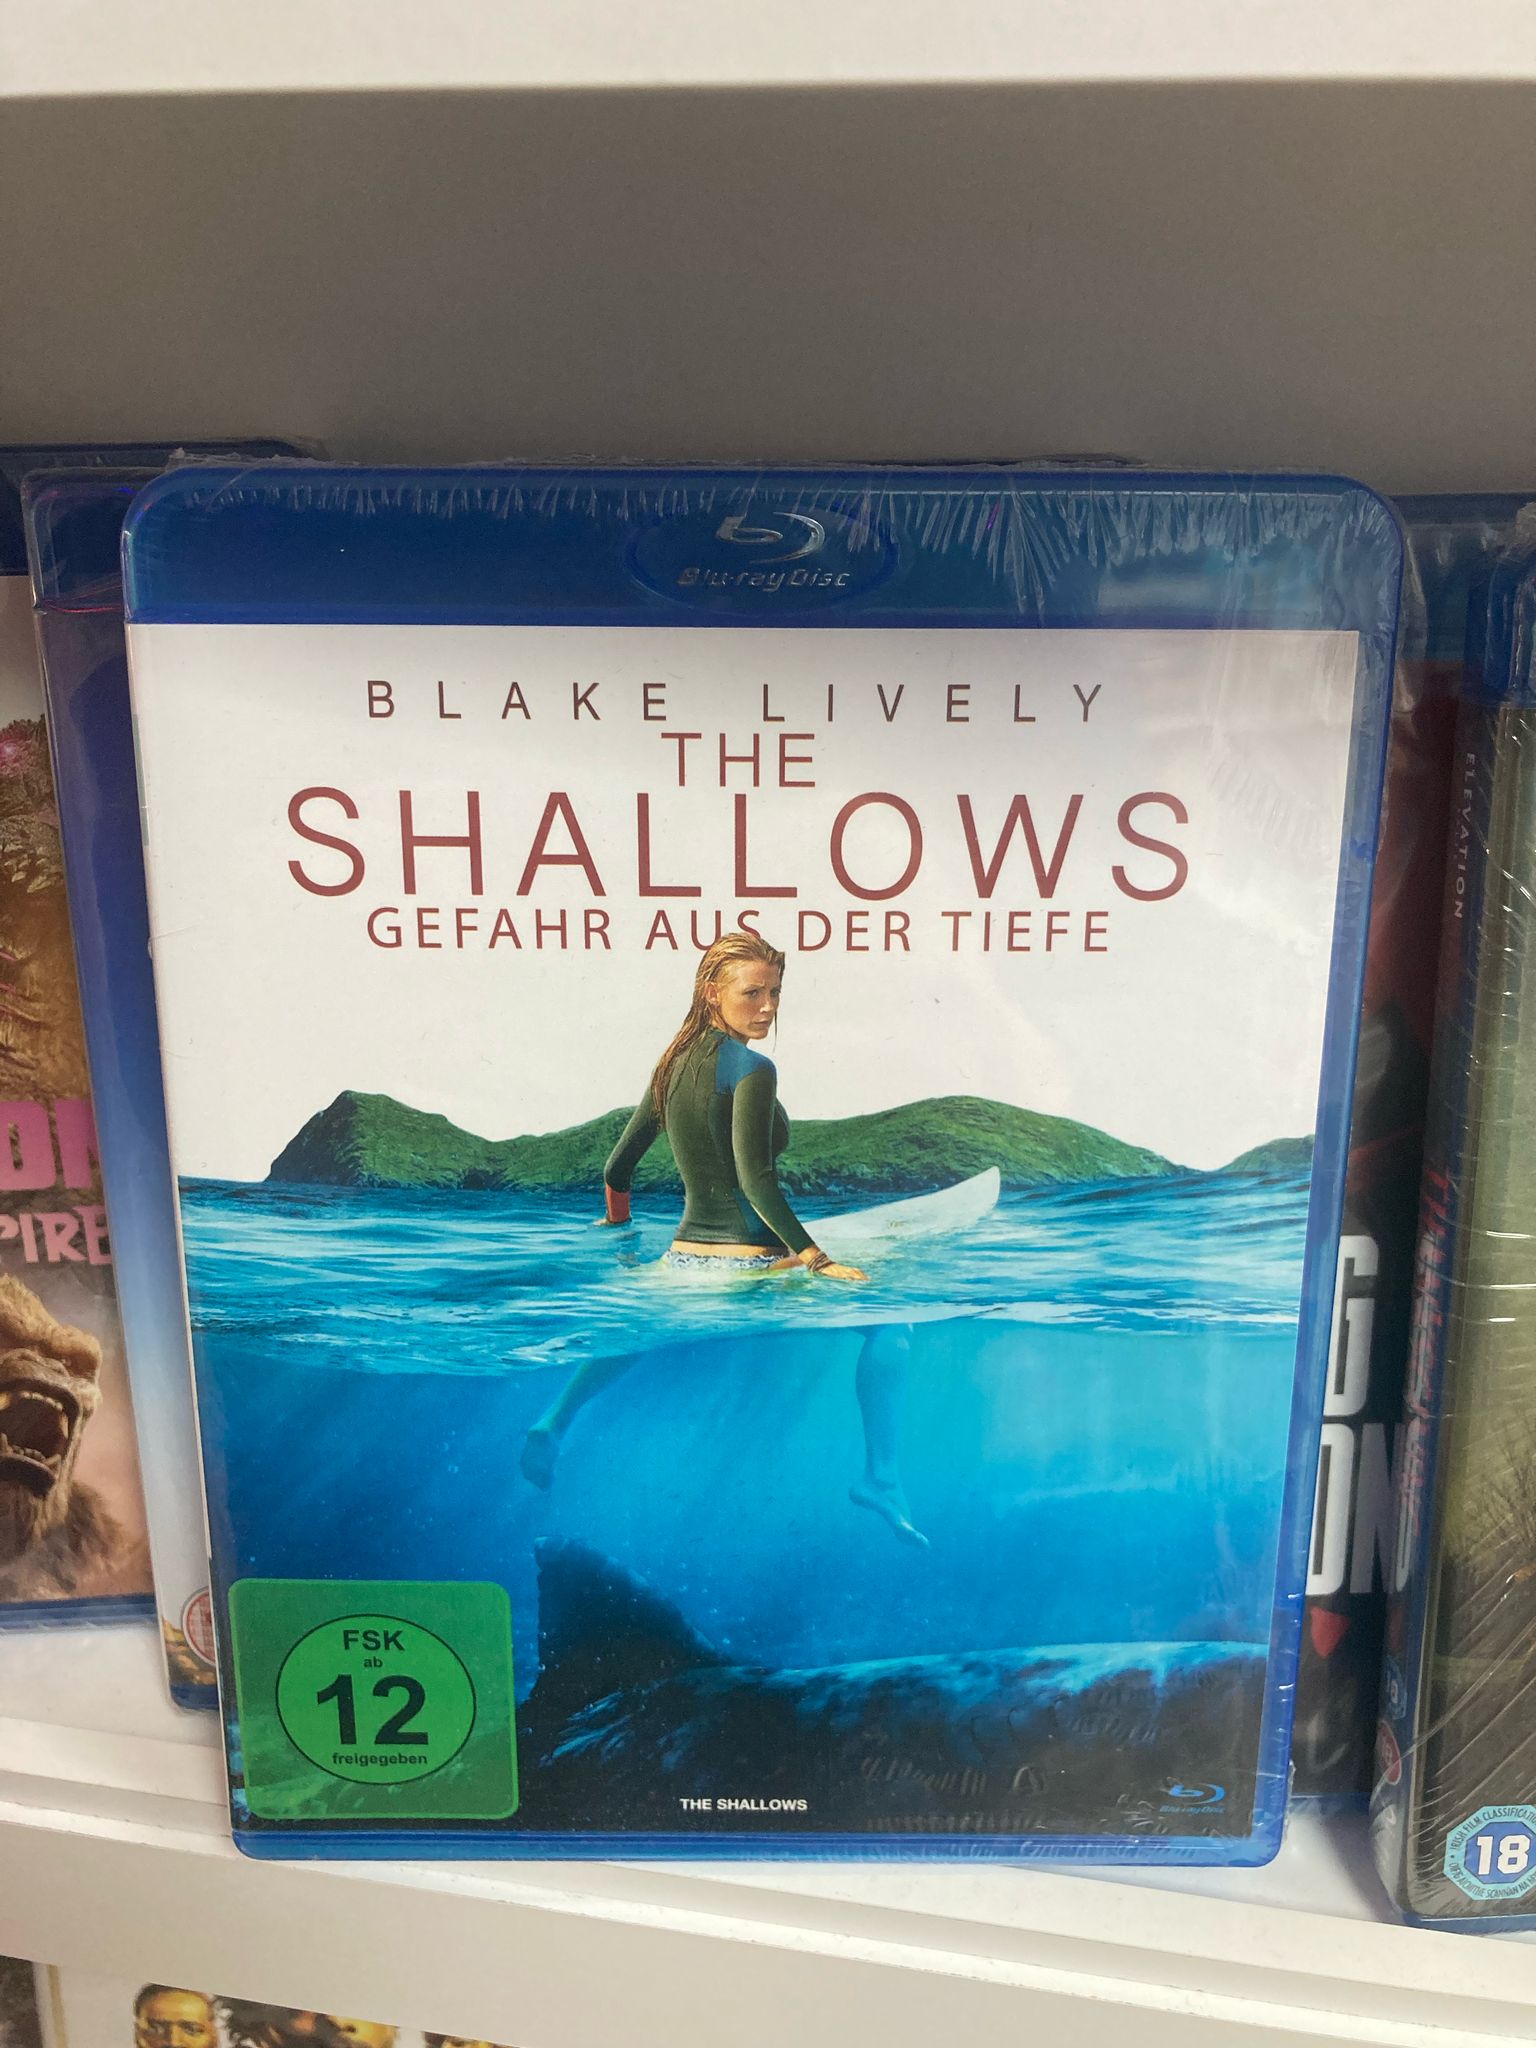 Blu-ray Disc
BLAKE LIVELY
THE
SHALLOWS
GEFAHR AUS DER TIEFE
FSK
ab
12
freigegeben
THE SHALLOWS
Blu-ray Disc
ELEVATION
18